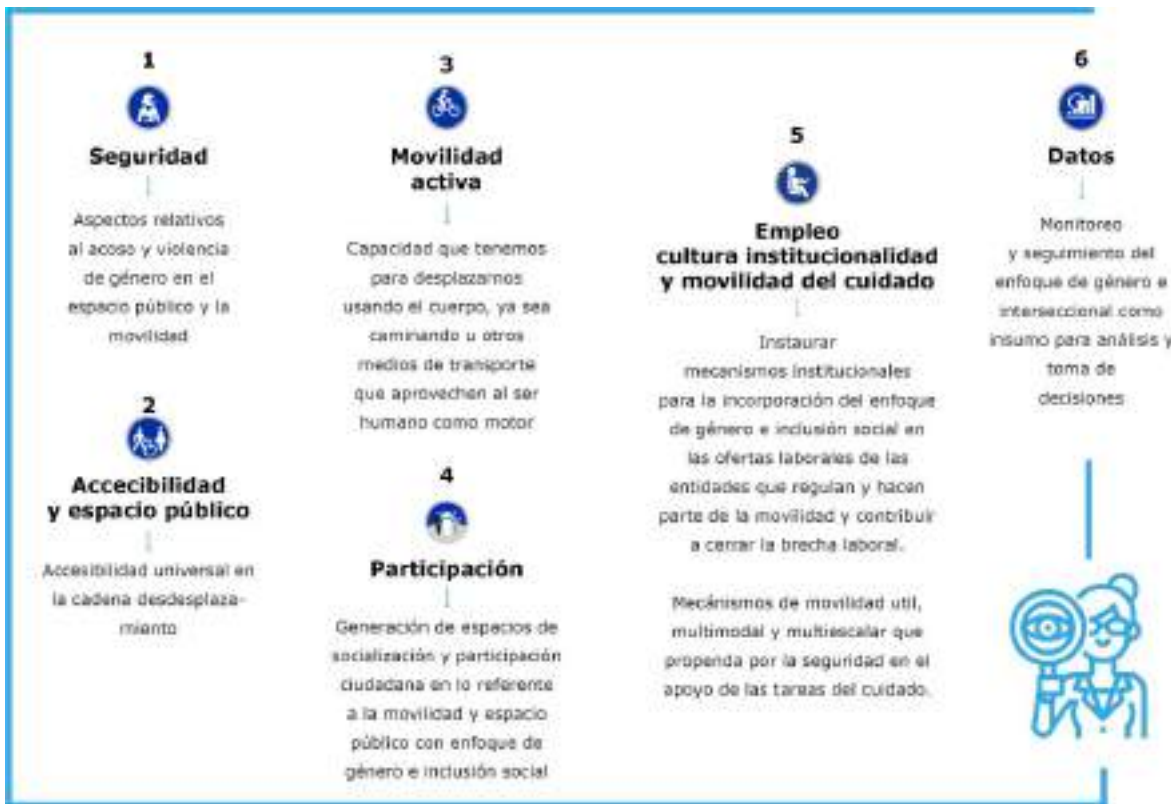 1
Seguridad
Aspectos relativos
al acoso y violencia
de género en el
espacio público y la
movilidad
2
Accecibilidad
y espacio público
Accesibilidad universal en
la cadena desdesplaza-
miento
3
Movilidad
activa
Capacidad que tenemos
para desplazarnos
usando el cuerpo, ya sea
caminando u otros
medios de transporte
que aprovechen al ser
humano como motor
4
Participación
Generación de espacios de
socialización y participación
ciudadana en lo referente
a la movilidad y espacio
público con enfoque de
género e inclusión social
5
Empleo
cultura institucionalidad
y movilidad del cuidado
Instaurar
mecanismos institucionales
para la incorporación del enfoque
de género e inclusión social en
las ofertas laborales de las
entidades que regulan y hacen
parte de la movilidad y contribuir
a cerrar la brecha laboral.
Mecánismos de movilidad util,
multimodal y multiescalar que
propenda por la seguridad en el
apoyo de las tareas del cuidado.
6
Datos
Monitoreo
y seguimiento del
enfoque de género e
interseccional como
insumo para análisis y
toma de
decisiones